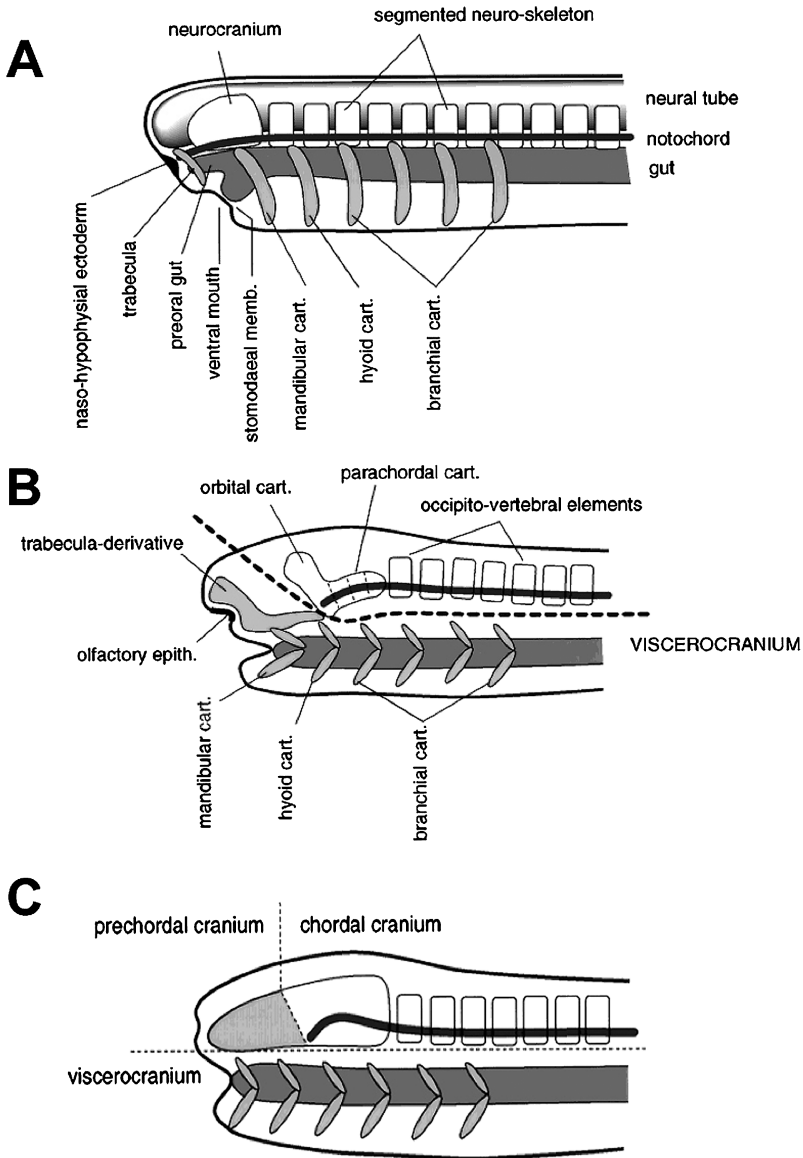 A
neurocranium
segmented neuro-skeleton
neural tube
notochord
gut
naso-hypophysial ectoderm
trabecula
preoral gut
ventral mouth
stomodaeal memb.
mandibular cart.
hyoid cart.
branchial cart.
B
orbital cart.
parachordal cart.
occipito-vertebral elements
trabecula-derivative
olfactory epith.
VISCEROCRANIUM
mandibular cart.
hyoid cart.
branchial cart.
C
prechordal cranium
chordal cranium
viscerocranium